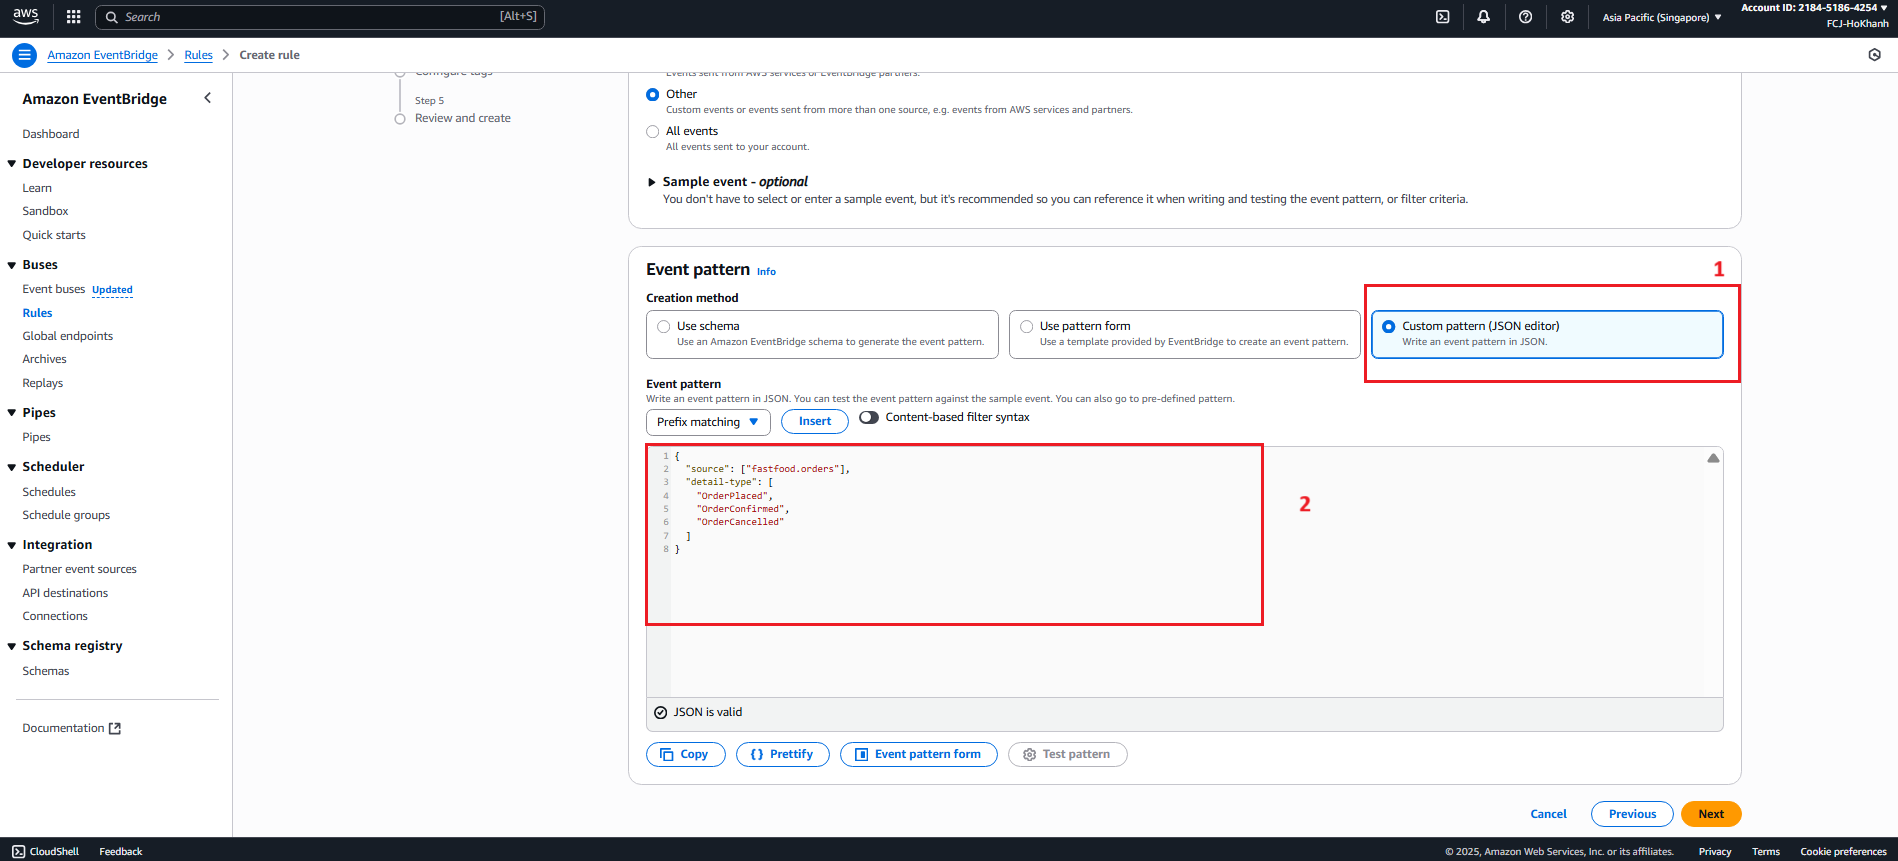 aws
Search [Alt+S]
Asia Pacific (Singapore) ▼
Account ID: 2184-5186-4254 ▼
FCJ-HoKhanh
Amazon EventBridge > Rules > Create rule
Amazon EventBridge
Dashboard
Developer resources
Learn
Sandbox
Quick starts
Buses
Event buses Updated
Rules
Global endpoints
Archives
Replays
Pipes
Pipes
Scheduler
Schedules
Schedule groups
Integration
Partner event sources
API destinations
Connections
Schema registry
Schemas
Documentation
Configure tags
Step 5
Review and create
Events sent from AWS services or EventBridge partners.
Other
Custom events or events sent from more than one source, e.g. events from AWS services and partners.
All events
All events sent to your account.
Sample event - optional
You don't have to select or enter a sample event, but it's recommended so you can reference it when writing and testing the event pattern, or filter criteria.
Event pattern Info
1
Creation method
Use schema
Use an Amazon EventBridge schema to generate the event pattern.
Use pattern form
Use a template provided by EventBridge to create an event pattern.
Custom pattern (JSON editor)
Write an event pattern in JSON.
Event pattern
Write an event pattern in JSON. You can test the event pattern against the sample event. You can also go to pre-defined pattern.
Prefix matching ▼ Insert Content-based filter syntax
1 {
2 "source": ["fastfood.orders"],
3 "detail-type": [
4 "OrderPlaced",
5 "OrderConfirmed",
6 "OrderCancelled"
7 ]
8 }
2
JSON is valid
Copy {} Prettify Event pattern form Test pattern
Cancel Previous Next
CloudShell Feedback
© 2025, Amazon Web Services, Inc. or its affiliates. Privacy Terms Cookie preferences